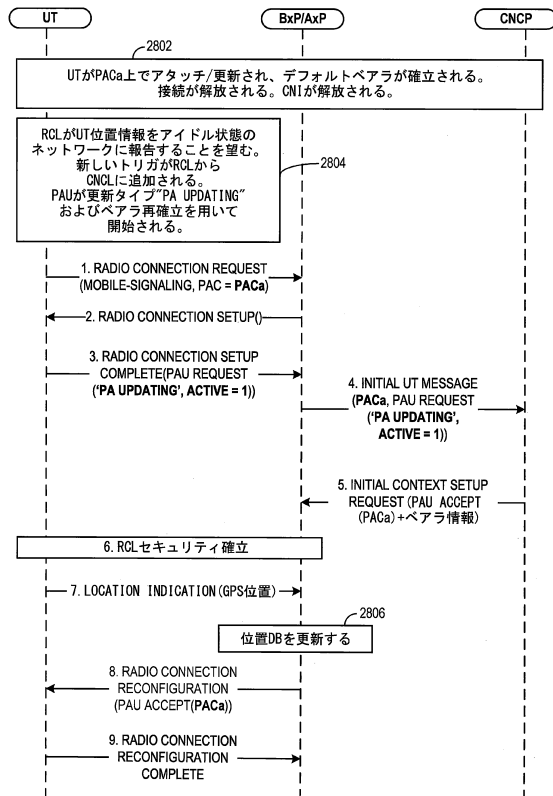 UT
BxP/AxP
CNCP
2802
UTがPACa上でアタッチ/更新され、デフォルトベアラが確立される。
接続が解放される。CNIが解放される。
RCLがUT位置情報をアイドル状態の
ネットワークに報告することを望む。
新しいトリガがRCLから
CNCLに追加される。
PAUが更新タイプ"PA UPDATING"
およびベアラ再確立を用いて
開始される。
2804
1. RADIO CONNECTION REQUEST
(MOBILE-SIGNALING, PAC = PACa)
2. RADIO CONNECTION SETUP()
3. RADIO CONNECTION SETUP
COMPLETE(PAU REQUEST
('PA UPDATING', ACTIVE = 1))
4. INITIAL UT MESSAGE
(PACa, PAU REQUEST
('PA UPDATING',
ACTIVE = 1))
5. INITIAL CONTEXT SETUP
REQUEST (PAU ACCEPT
(PACa)+ベアラ情報)
6. RCLセキュリティ確立
7. LOCATION INDICATION(GPS位置)
2806
位置DBを更新する
8. RADIO CONNECTION
RECONFIGURATION
(PAU ACCEPT(PACa))
9. RADIO CONNECTION
RECONFIGURATION
COMPLETE